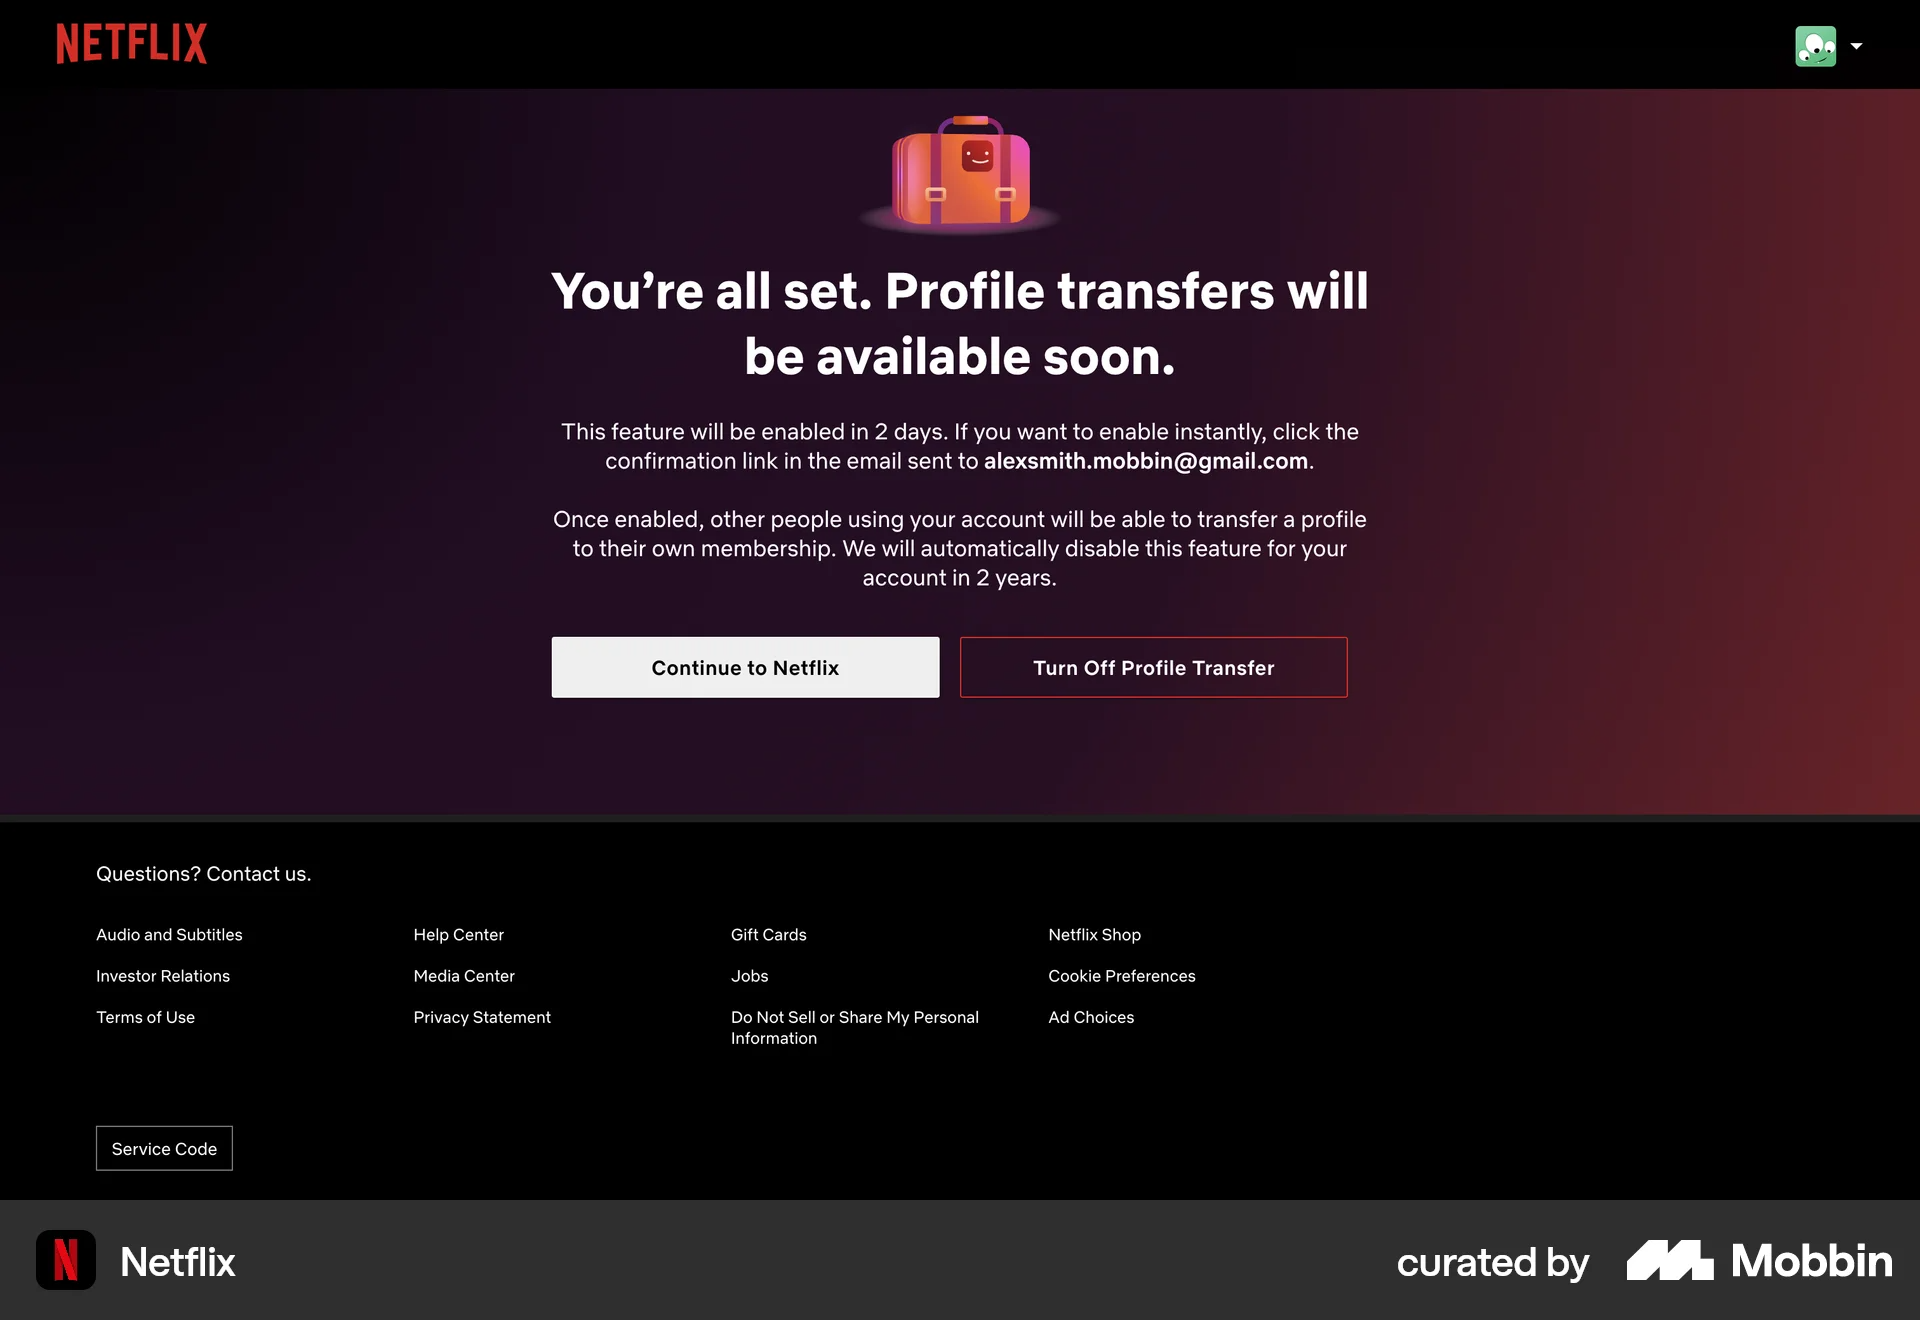 NETFLIX
You’re all set. Profile transfers will
be available soon.
This feature will be enabled in 2 days. If you want to enable instantly, click the
confirmation link in the email sent to alexsmith.mobbin@gmail.com.
Once enabled, other people using your account will be able to transfer a profile
to their own membership. We will automatically disable this feature for your
account in 2 years.
Continue to Netflix
Turn Off Profile Transfer
Questions? Contact us.
Audio and Subtitles
Help Center
Gift Cards
Netflix Shop
Investor Relations
Media Center
Jobs
Cookie Preferences
Terms of Use
Privacy Statement
Do Not Sell or Share My Personal
Information
Ad Choices
Service Code
N
Netflix
curated by
Mobbin